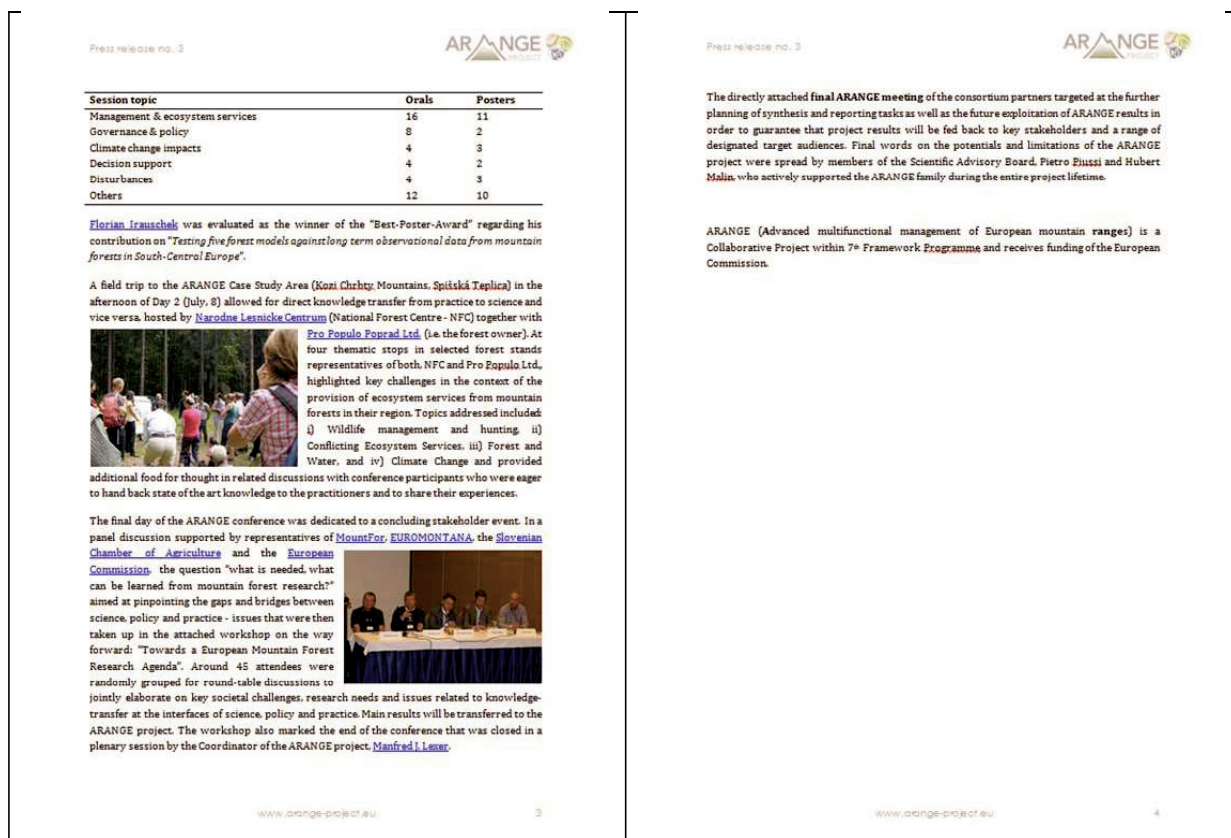 Press release no. 3
ARANGE
PROJECT
Session topic Orals Posters
Management & ecosystem services 16 11
Governance & policy 8 2
Climate change impacts 4 3
Decision support 4 2
Disturbances 4 3
Others 12 10
Florian Irauschek was evaluated as the winner of the "Best-Poster-Award" regarding his
contribution on "Testing five forest models against long term observational data from mountain
forests in South-Central Europe".
A field trip to the ARANGE Case Study Area (Kozi Chrbty Mountains, Spišská Teplica) in the
afternoon of Day 2 (July, 8) allowed for direct knowledge transfer from practice to science and
vice versa, hosted by Narodne Lesnicke Centrum (National Forest Centre - NFC) together with
Pro Populo Poprad Ltd. (i.e. the forest owner). At
four thematic stops in selected forest stands
representatives of both, NFC and Pro Populo Ltd.,
highlighted key challenges in the context of the
provision of ecosystem services from mountain
forests in their region. Topics addressed included:
i) Wildlife management and hunting, ii)
Conflicting Ecosystem Services, iii) Forest and
Water, and iv) Climate Change and provided
additional food for thought in related discussions with conference participants who were eager
to hand back state of the art knowledge to the practitioners and to share their experiences.
The final day of the ARANGE conference was dedicated to a concluding stakeholder event. In a
panel discussion supported by representatives of MountFor, EUROMONTANA, the Slovenian
Chamber of Agriculture and the European
Commission, the question "what is needed, what
can be learned from mountain forest research?"
aimed at pinpointing the gaps and bridges between
science, policy and practice - issues that were then
taken up in the attached workshop on the way
forward: "Towards a European Mountain Forest
Research Agenda". Around 45 attendees were
randomly grouped for round-table discussions to
jointly elaborate on key societal challenges, research needs and issues related to knowledge-
transfer at the interfaces of science, policy and practice. Main results will be transferred to the
ARANGE project. The workshop also marked the end of the conference that was closed in a
plenary session by the Coordinator of the ARANGE project, Manfred J. Lexer.
www.arange-project.eu 3
Press release no. 3
ARANGE
PROJECT
The directly attached final ARANGE meeting of the consortium partners targeted at the further
planning of synthesis and reporting tasks as well as the future exploitation of ARANGE results in
order to guarantee that project results will be fed back to key stakeholders and a range of
designated target audiences. Final words on the potentials and limitations of the ARANGE
project were spread by members of the Scientific Advisory Board, Pietro Piussi and Hubert
Malin, who actively supported the ARANGE family during the entire project lifetime.
ARANGE (Advanced multifunctional management of European mountain ranges) is a
Collaborative Project within 7th Framework Programme and receives funding of the European
Commission.
www.arange-project.eu 4